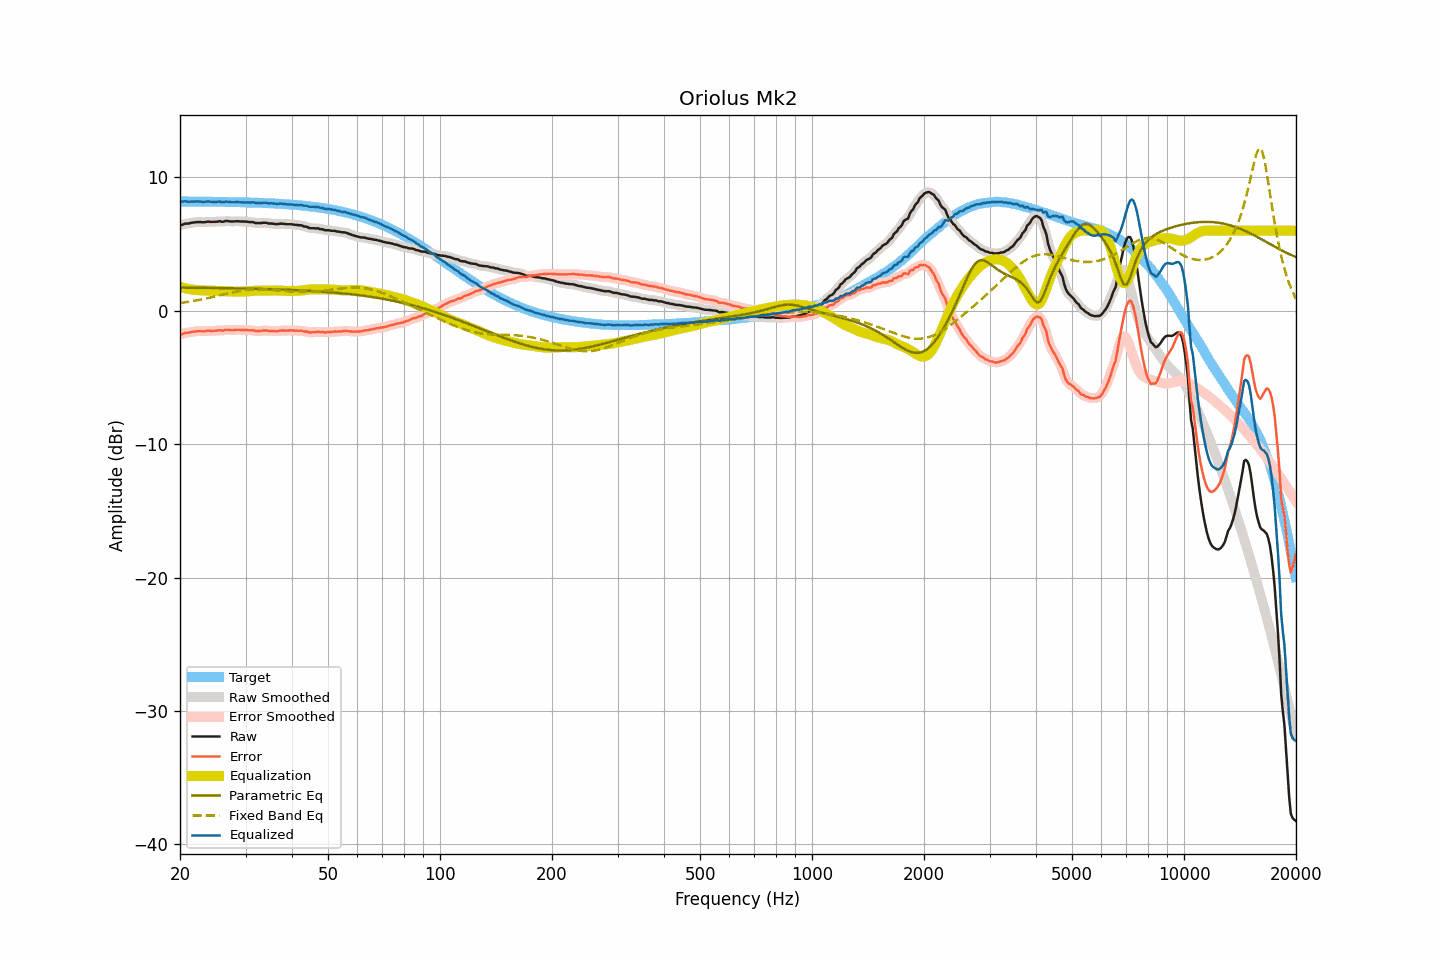 Oriolus Mk2
Amplitude (dBr)
10
0
−10
−20
−30
−40
Target
Raw Smoothed
Error Smoothed
Raw
Error
Equalization
Parametric Eq
Fixed Band Eq
Equalized
20 50 100 200 500 1000 2000 5000 10000 20000
Frequency (Hz)